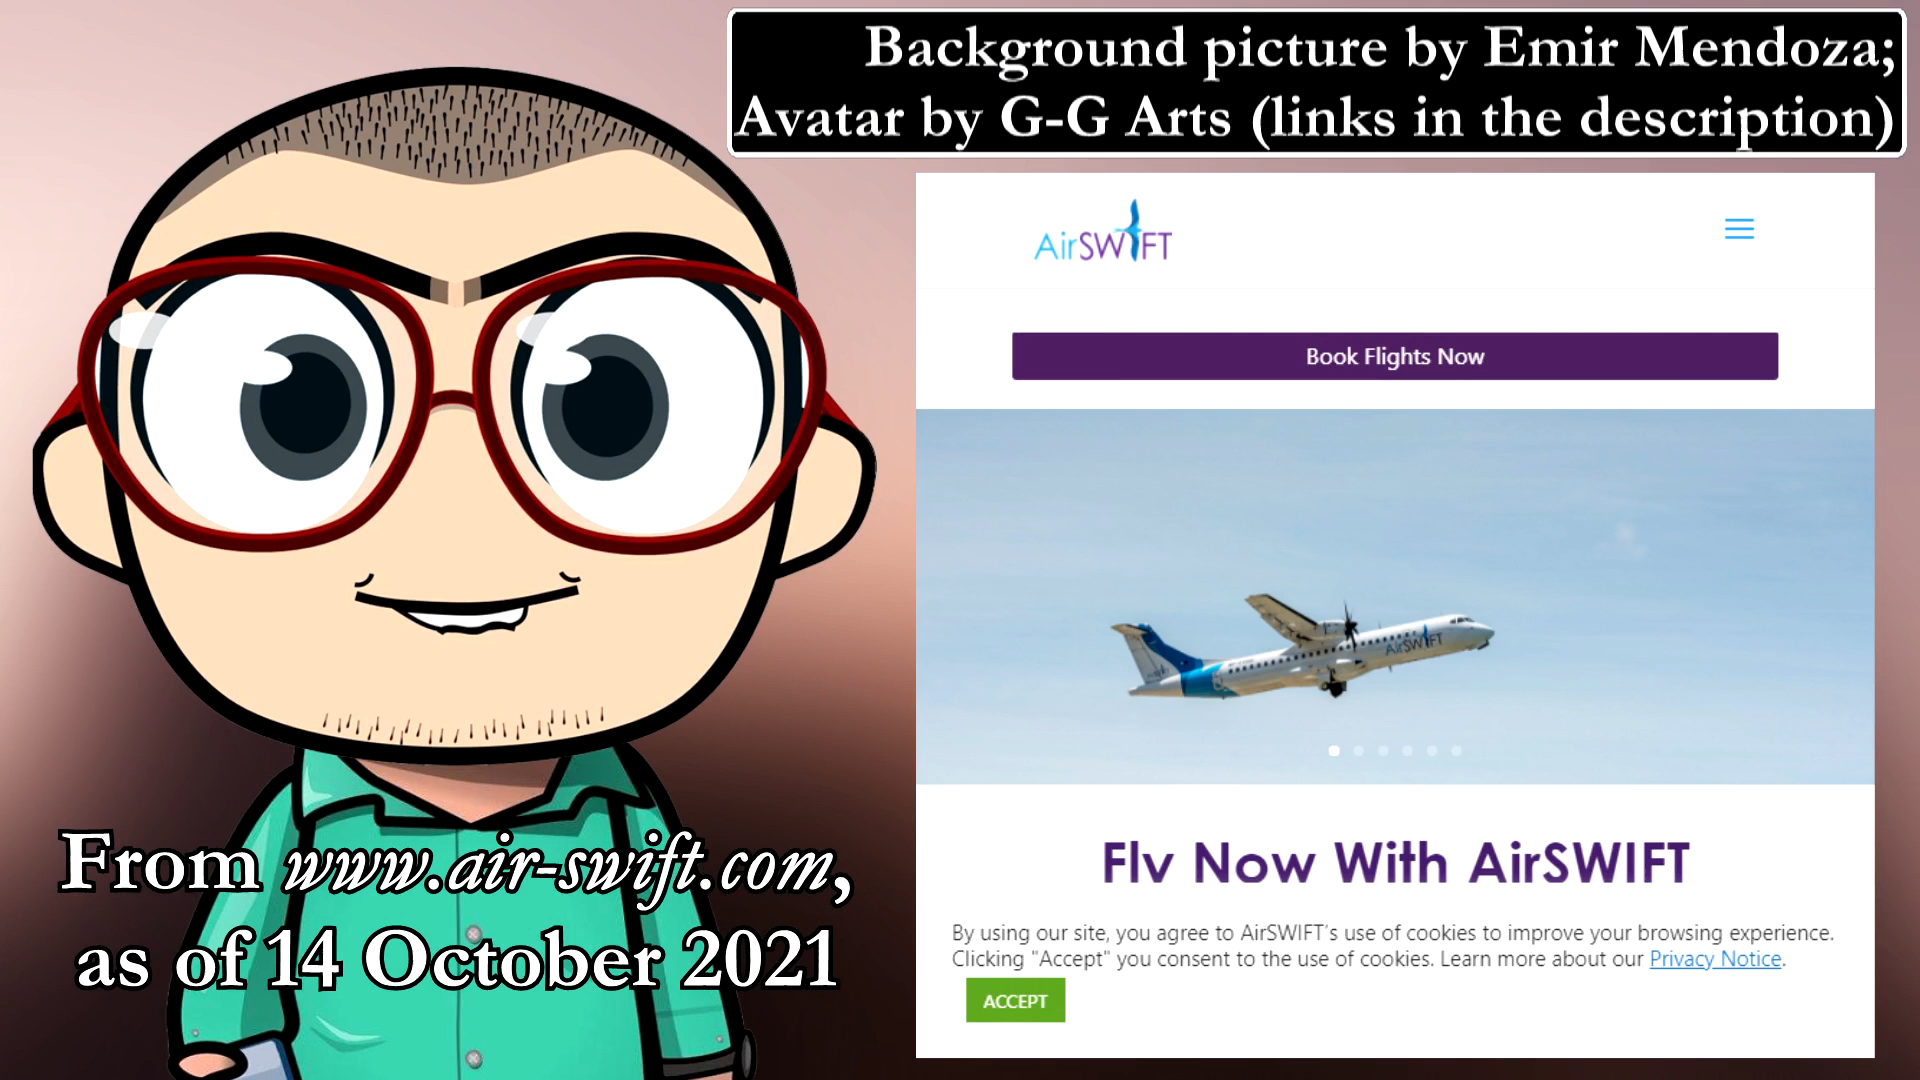 Background picture by Emir Mendoza;
Avatar by G-G Arts (links in the description)
AirSWIFT
Book Flights Now
AirSWIFT
Fly Now With AirSWIFT
By using our site, you agree to AirSWIFT's use of cookies to improve your browsing experience.
Clicking "Accept" you consent to the use of cookies. Learn more about our Privacy Notice.
ACCEPT
From www.air-swift.com,
as of 14 October 2021